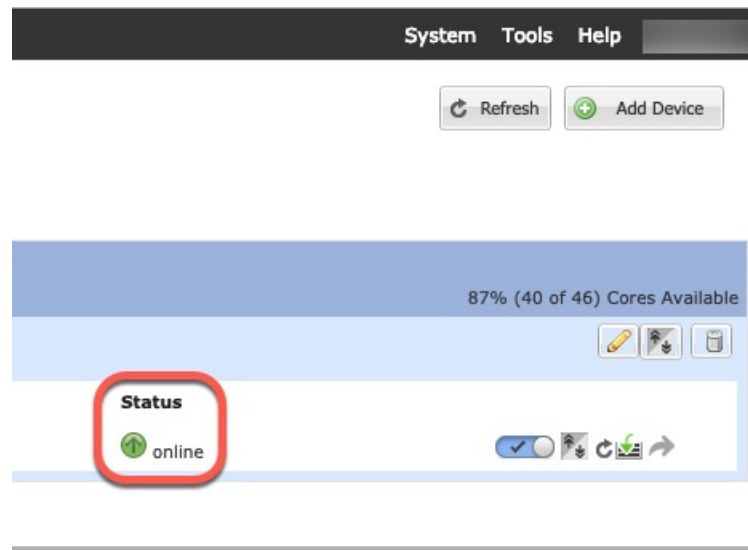 System Tools Help
Refresh Add Device
87% (40 of 46) Cores Available
Status
online